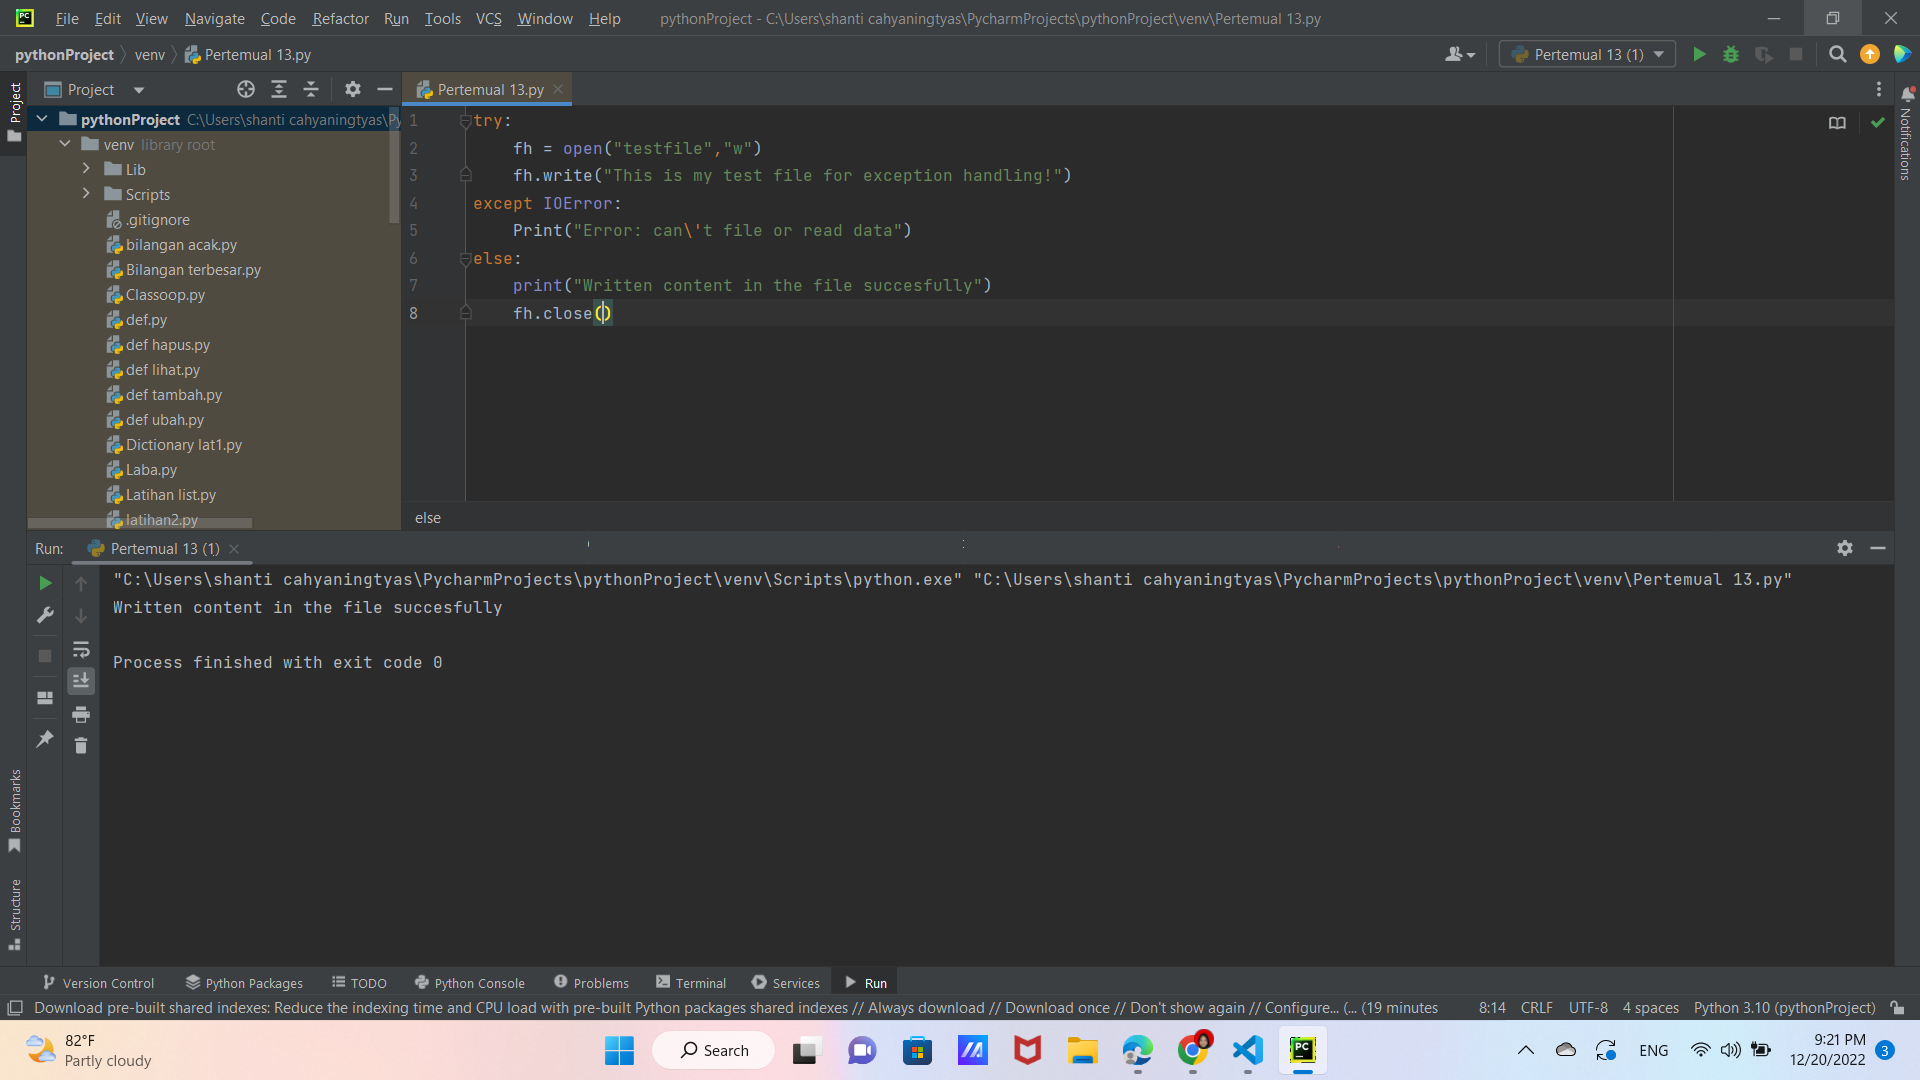 PC File Edit View Navigate Code Refactor Run Tools VCS Window Help pythonProject - C:\Users\shanti cahyaningtyas\PycharmProjects\pythonProject\venv\Pertemual 13.py
pythonProject venv Pertemual 13.py Pertemual 13 (1)
Project
Project
Pertemual 13.py
Notifications
pythonProject C:\Users\shanti cahyaningtyas\Py
venv library root
Lib
Scripts
.gitignore
bilangan acak.py
Bilangan terbesar.py
Classoop.py
def.py
def hapus.py
def lihat.py
def tambah.py
def ubah.py
Dictionary lat1.py
Laba.py
Latihan list.py
latihan2.py
1 try:
2 fh = open("testfile","w")
3 fh.write("This is my test file for exception handling!")
4 except IOError:
5 Print("Error: can\'t file or read data")
6 else:
7 print("Written content in the file succesfully")
8 fh.close()
else
Run: Pertemual 13 (1)
"C:\Users\shanti cahyaningtyas\PycharmProjects\pythonProject\venv\Scripts\python.exe" "C:\Users\shanti cahyaningtyas\PycharmProjects\pythonProject\venv\Pertemual 13.py"
Written content in the file succesfully
Process finished with exit code 0
Bookmarks
Structure
Version Control Python Packages TODO Python Console Problems Terminal Services Run
Download pre-built shared indexes: Reduce the indexing time and CPU load with pre-built Python packages shared indexes // Always download // Download once // Don't show again // Configure... (... (19 minutes 8:14 CRLF UTF-8 4 spaces Python 3.10 (pythonProject)
82°F
Partly cloudy
Search
PC
ENG
9:21 PM
12/20/2022
3